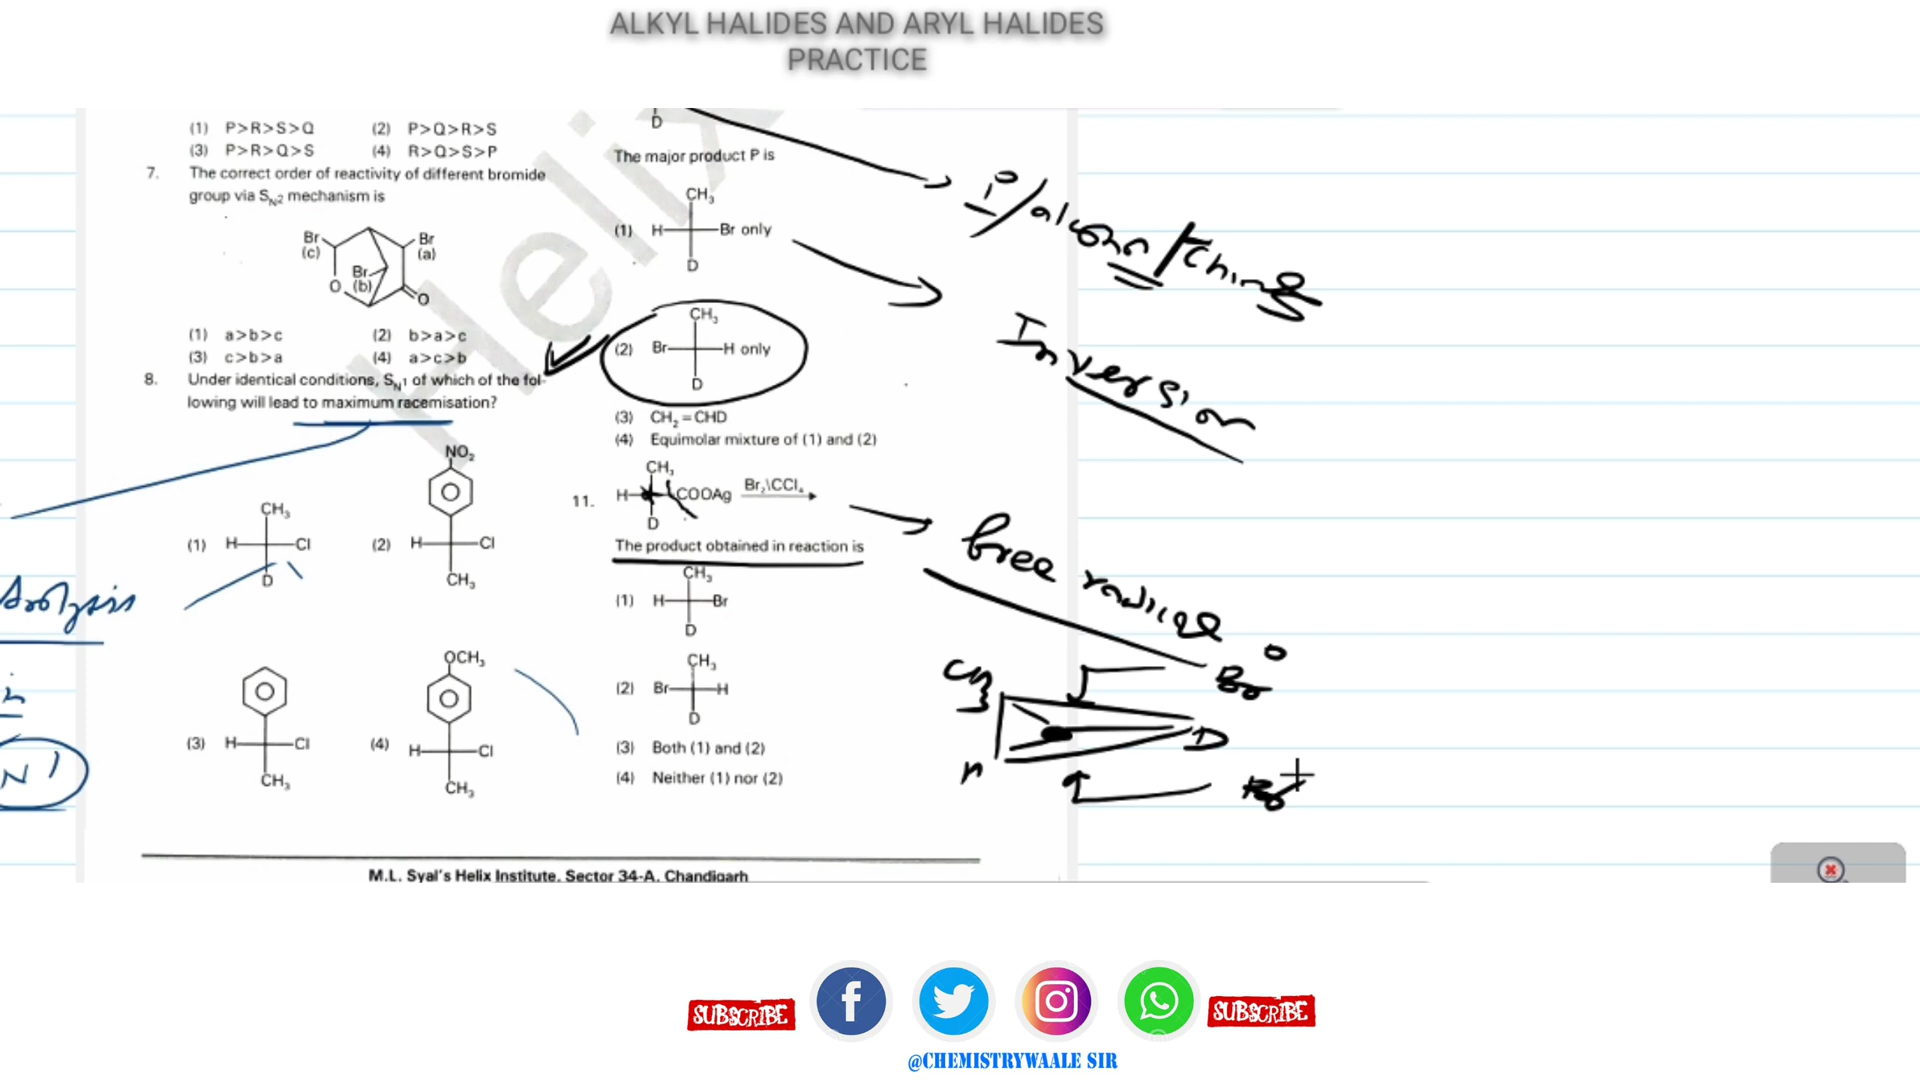 ALKYL HALIDES AND ARYL HALIDES
PRACTICE
(1) P>R>S>Q (2) P>Q>R>S
(3) P>R>Q>S (4) R>Q>S>P
7. The correct order of reactivity of different bromide
group via SN2 mechanism is
Br
(c)
Br
(a)
Br
(b)
O
O
(1) a>b>c (2) b>a>c
(3) c>b>a (4) a>c>b
8. Under identical conditions, SN1 of which of the fol-
lowing will lead to maximum racemisation?
CH3
(1) H Cl
D
NO2
(2) H Cl
CH3
(3) H Cl
CH3
OCH3
(4) H Cl
CH3
D
The major product P is
CH3
(1) H Br only
D
CH3
(2) Br H only
D
(3) CH2=CHD
(4) Equimolar mixture of (1) and (2)
CH3
11. H COOAg Br2\CCl4
D
The product obtained in reaction is
CH3
(1) H Br
D
CH3
(2) Br H
D
(3) Both (1) and (2)
(4) Neither (1) nor (2)
M.L. Syal's Helix Institute, Sector 34-A, Chandigarh
Helix
Inversion
free radical
Br
CH3
D
H
Br
N1
SUBSCRIBE
SUBSCRIBE
@CHEMISTRYWAALE SIR